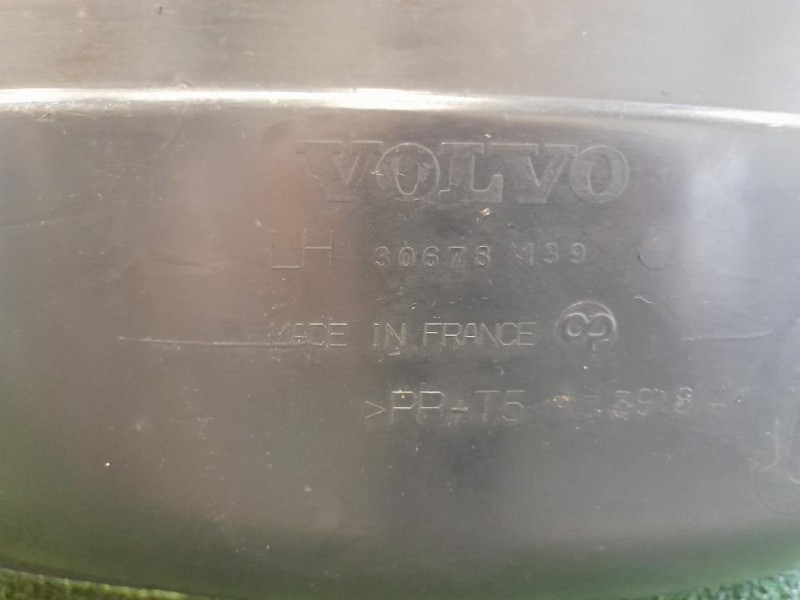 VOLVO
LH 30678 139
MADE IN FRANCE
>PP-T5<